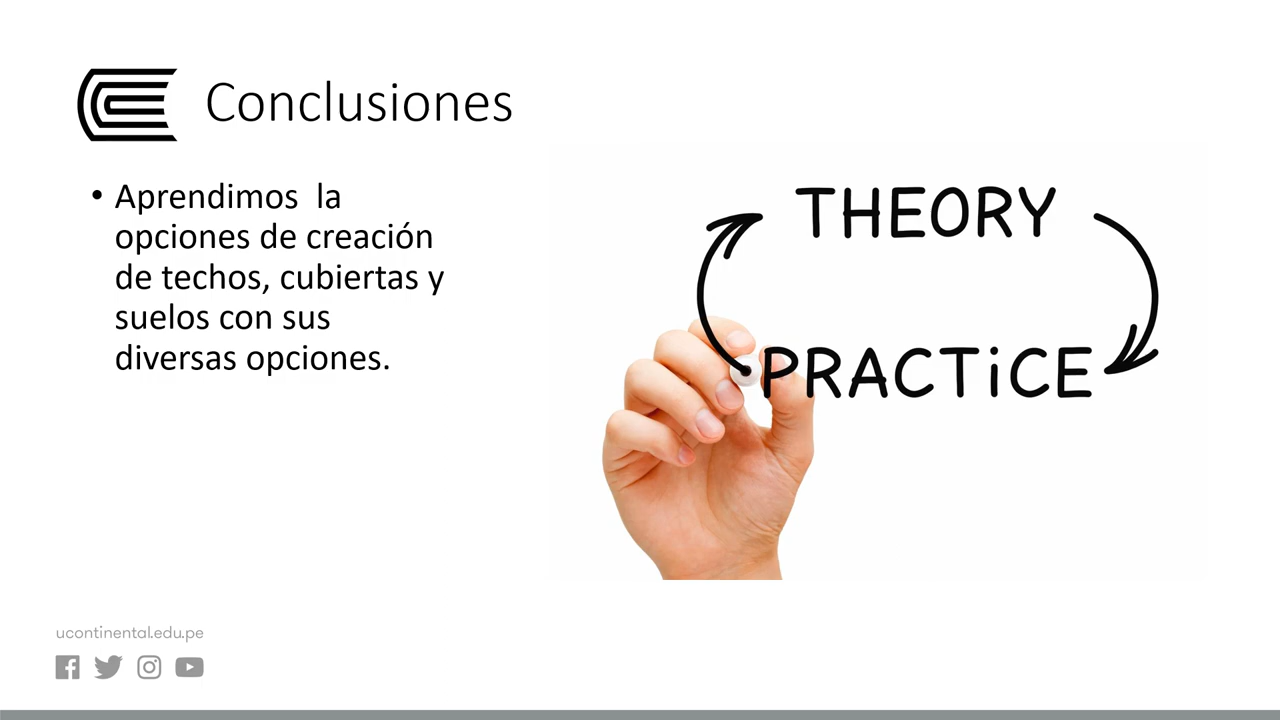 Conclusiones
• Aprendimos  la
opciones de creación
de techos, cubiertas y
suelos con sus
diversas opciones.
THEORY
PRACTiCE
ucontinental.edu.pe